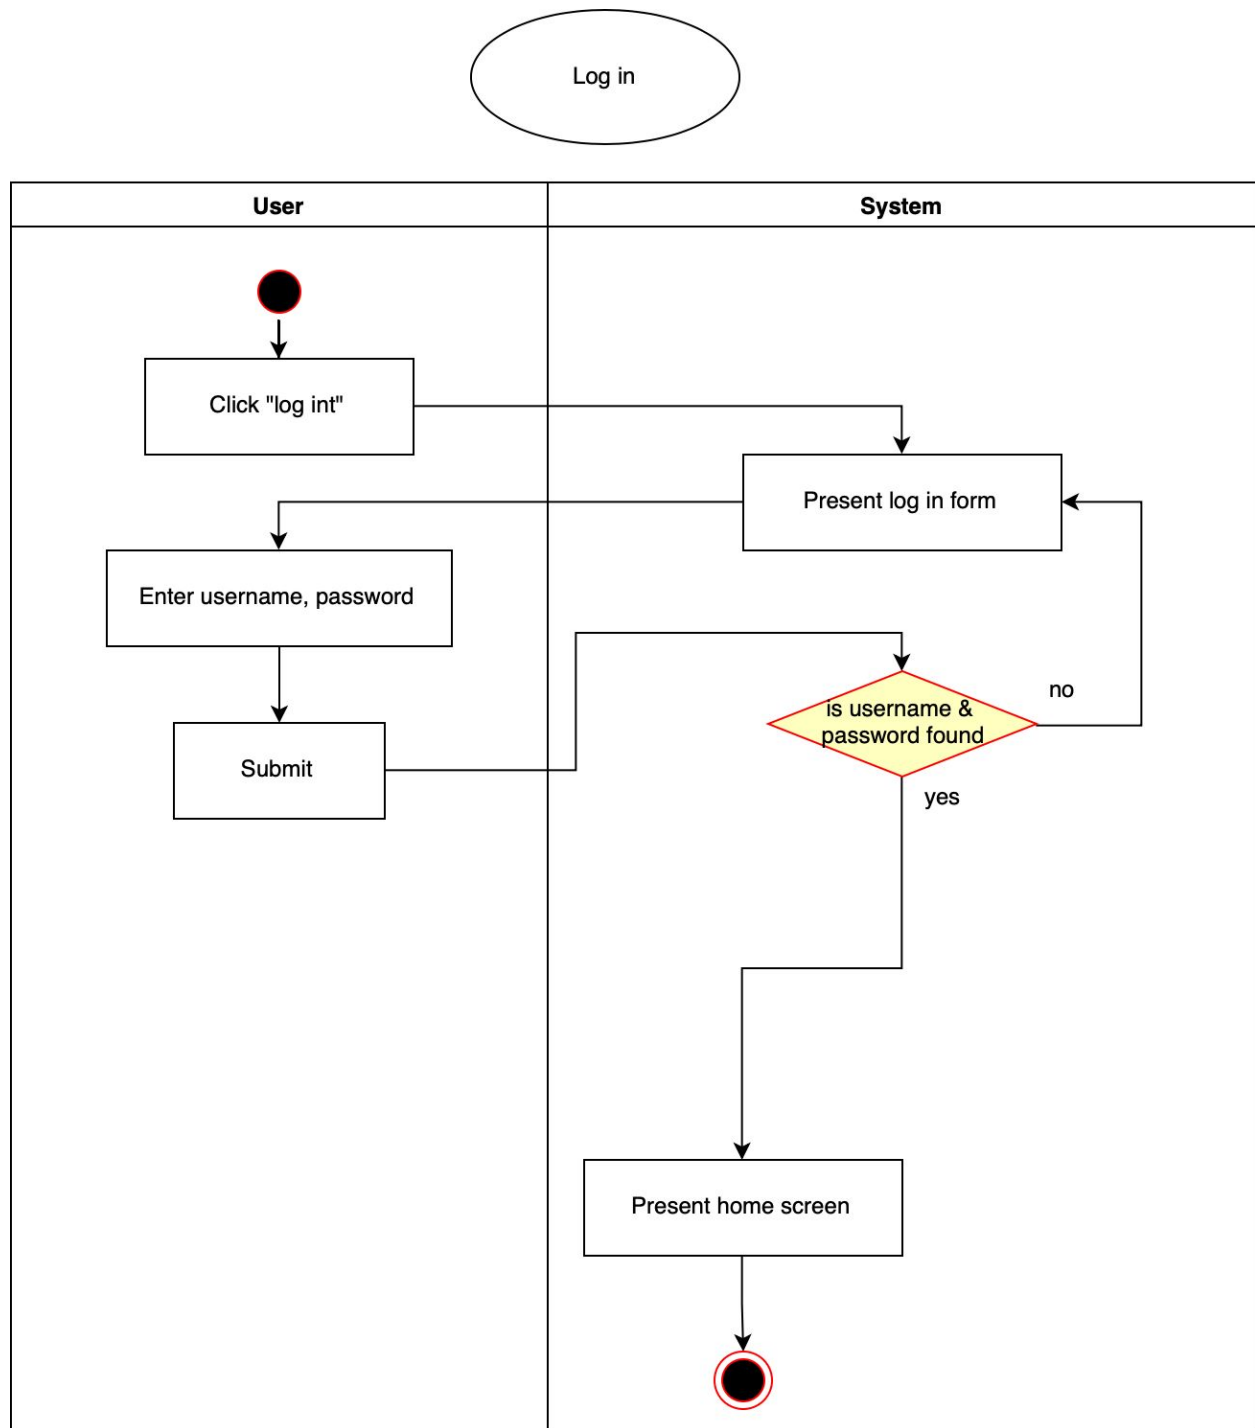 Log in
User
System
Click "log int"
Present log in form
Enter username, password
is username &
password found
no
Submit
yes
Present home screen